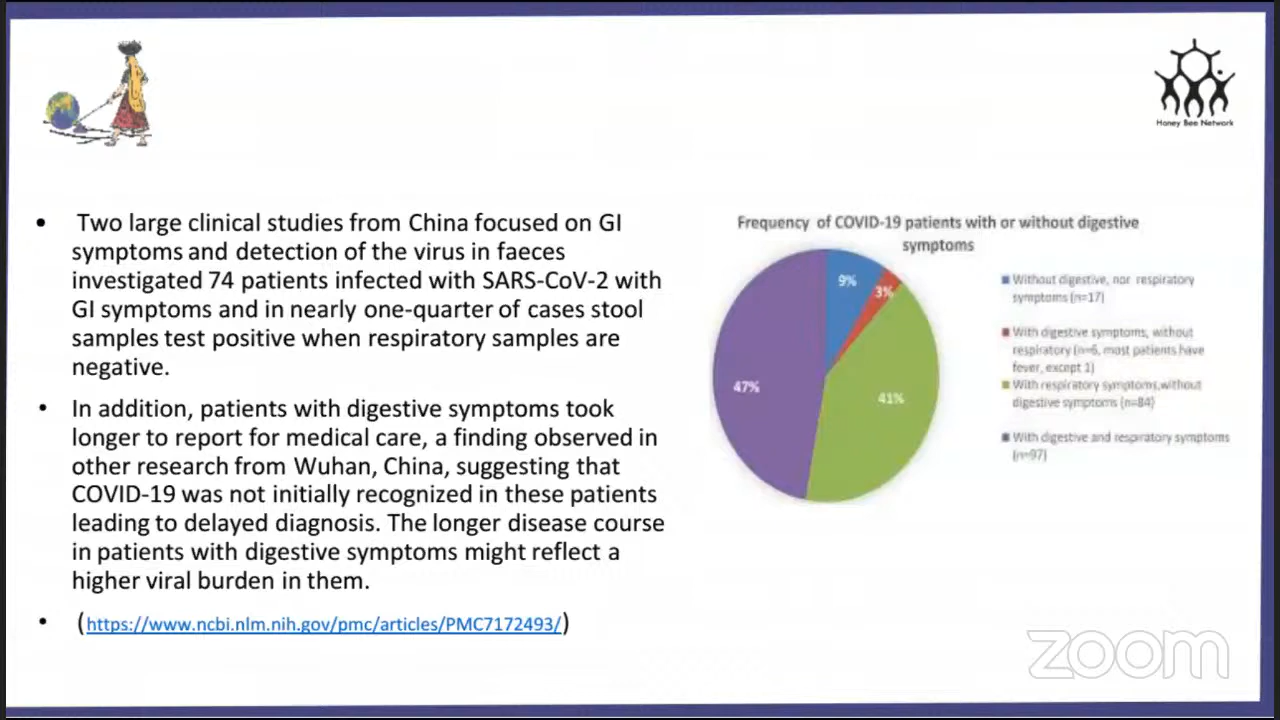 Honey Bee Network
• Two large clinical studies from China focused on GI
symptoms and detection of the virus in faeces
investigated 74 patients infected with SARS-CoV-2 with
GI symptoms and in nearly one-quarter of cases stool
samples test positive when respiratory samples are
negative.
• In addition, patients with digestive symptoms took
longer to report for medical care, a finding observed in
other research from Wuhan, China, suggesting that
COVID-19 was not initially recognized in these patients
leading to delayed diagnosis. The longer disease course
in patients with digestive symptoms might reflect a
higher viral burden in them.
• (https://www.ncbi.nlm.nih.gov/pmc/articles/PMC7172493/)
Frequency of COVID-19 patients with or without digestive
symptoms
9%
3%
41%
47%
Without digestive, nor respiratory
symptoms (n=17)
With digestive symptoms, without
respiratory (n=6, most patients have
fever, except 1)
With respiratory symptoms,without
digestive symptoms (n=84)
With digestive and respiratory symptoms
(n=97)
zoom